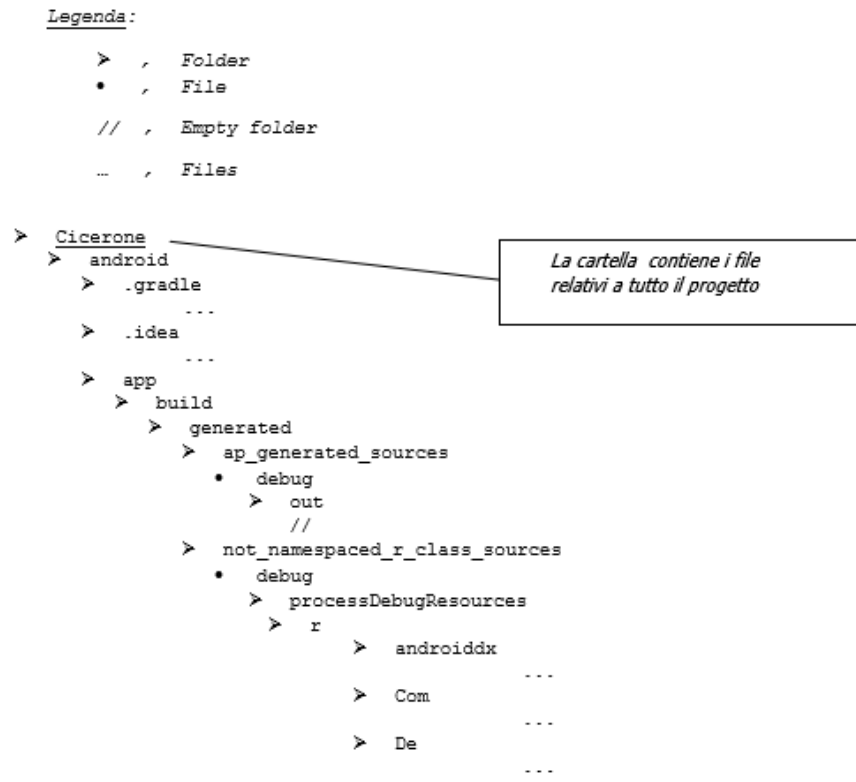 Legenda:
➤ , Folder
• , File
// , Empty folder
… , Files
➤ Cicerone
La cartella contiene i file
relativi a tutto il progetto
➤ android
➤ .gradle
...
➤ .idea
...
➤ app
➤ build
➤ generated
➤ ap_generated_sources
• debug
➤ out
//
➤ not_namespaced_r_class_sources
• debug
➤ processDebugResources
➤ r
➤ androiddx
...
➤ Com
...
➤ De
...